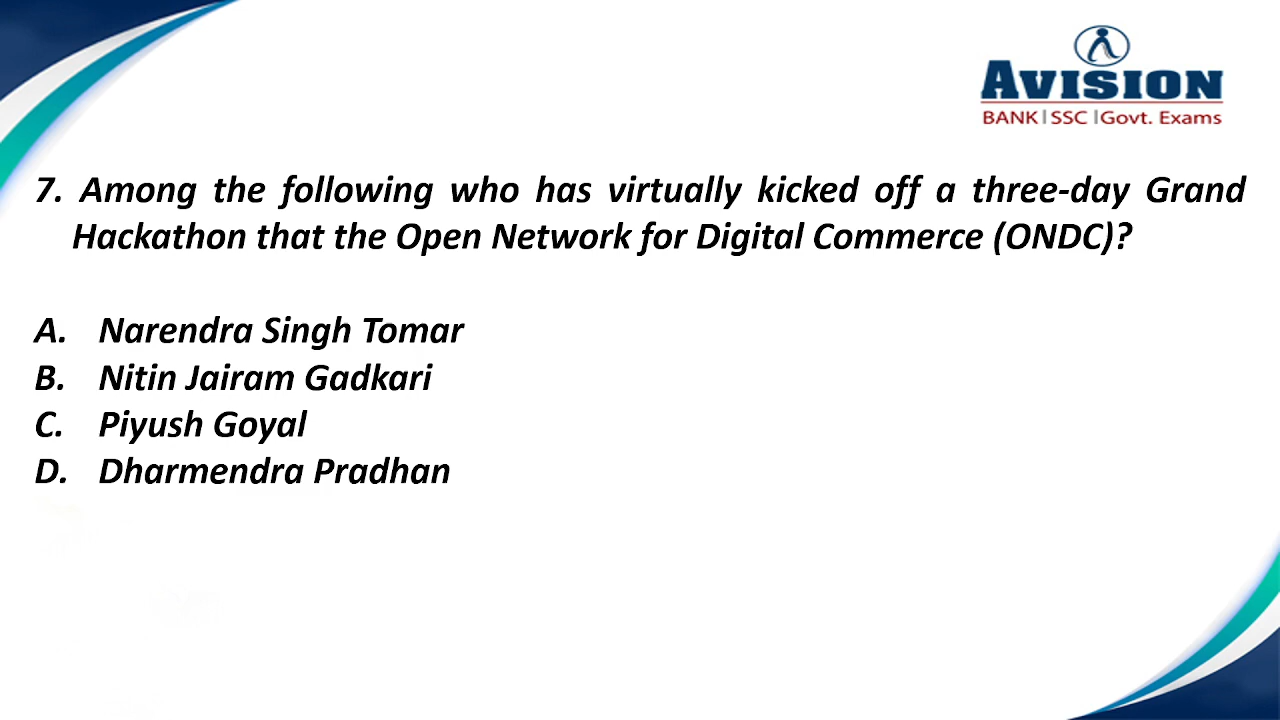 AVISION
BANK | SSC | Govt. Exams
7. Among the following who has virtually kicked off a three-day Grand
Hackathon that the Open Network for Digital Commerce (ONDC)?
A. Narendra Singh Tomar
B. Nitin Jairam Gadkari
C. Piyush Goyal
D. Dharmendra Pradhan